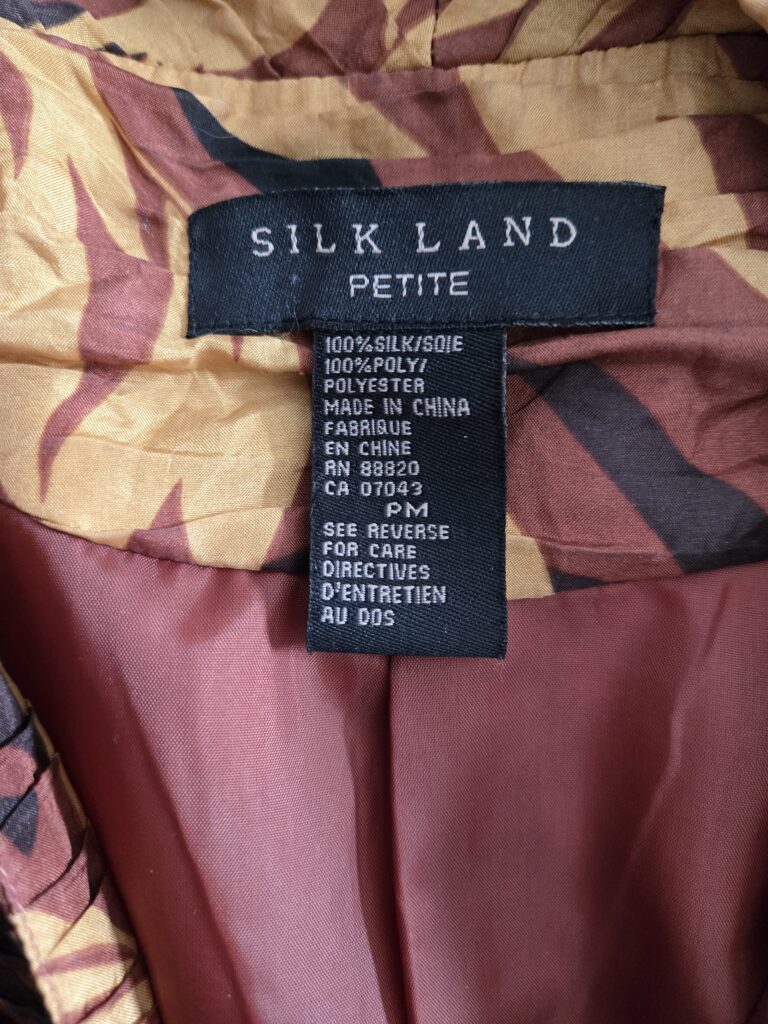 SILK LAND
PETITE
100%SILK/SOIE
100%POLY/
POLYESTER
MADE IN CHINA
FABRIQUE
EN CHINE
RN 88820
CA 07043
PM
SEE REVERSE
FOR CARE
DIRECTIVES
D'ENTRETIEN
AU DOS